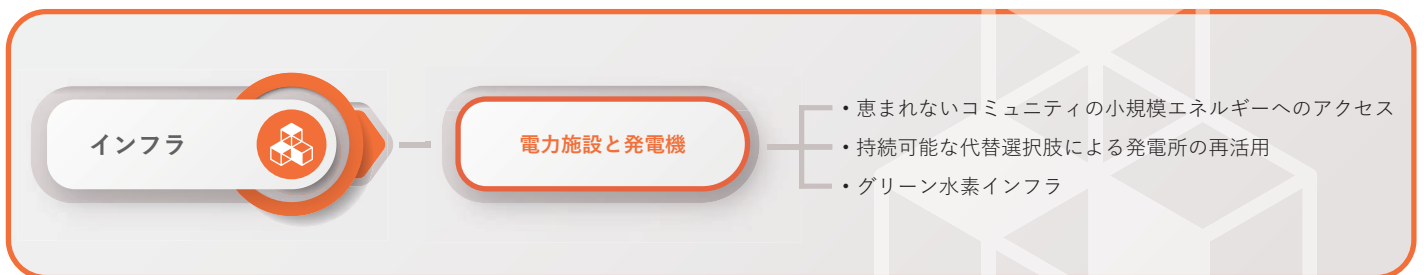 インフラ
電力施設と発電機
・恵まれないコミュニティの小規模エネルギーへのアクセス
・持続可能な代替選択肢による発電所の再活用
・グリーン水素インフラ